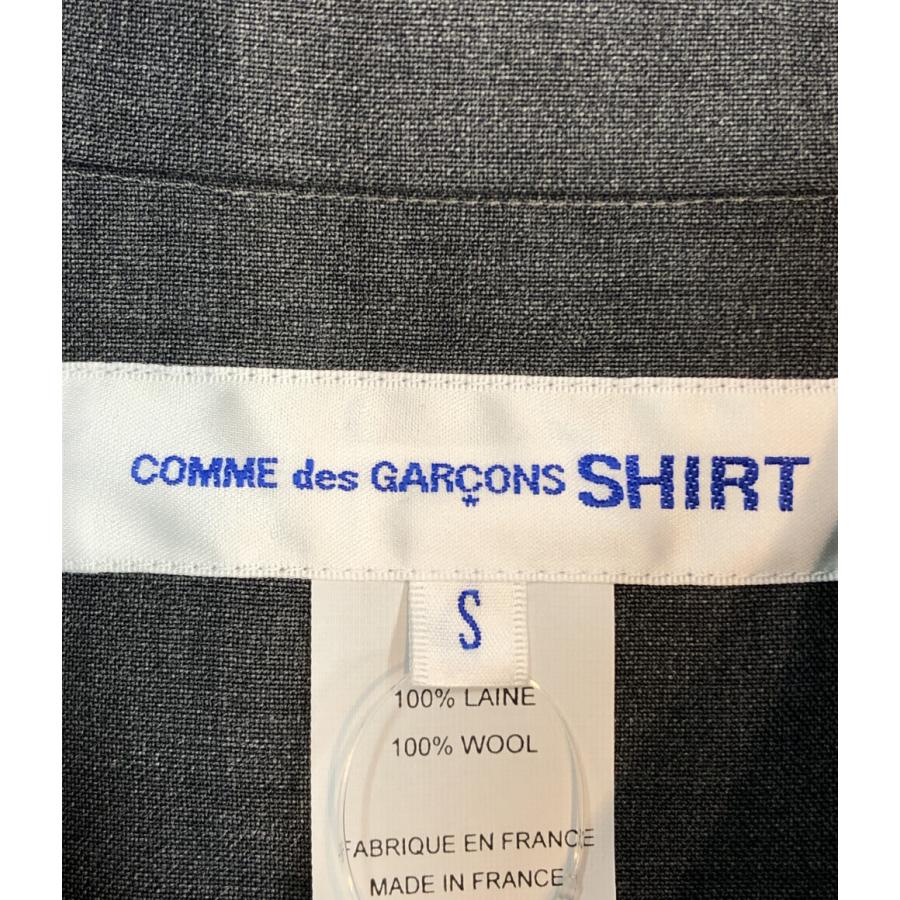 COMME des GARÇONS SHIRT
S
100% LAINE
100% WOOL
FABRIQUE EN FRANCE
MADE IN FRANCE